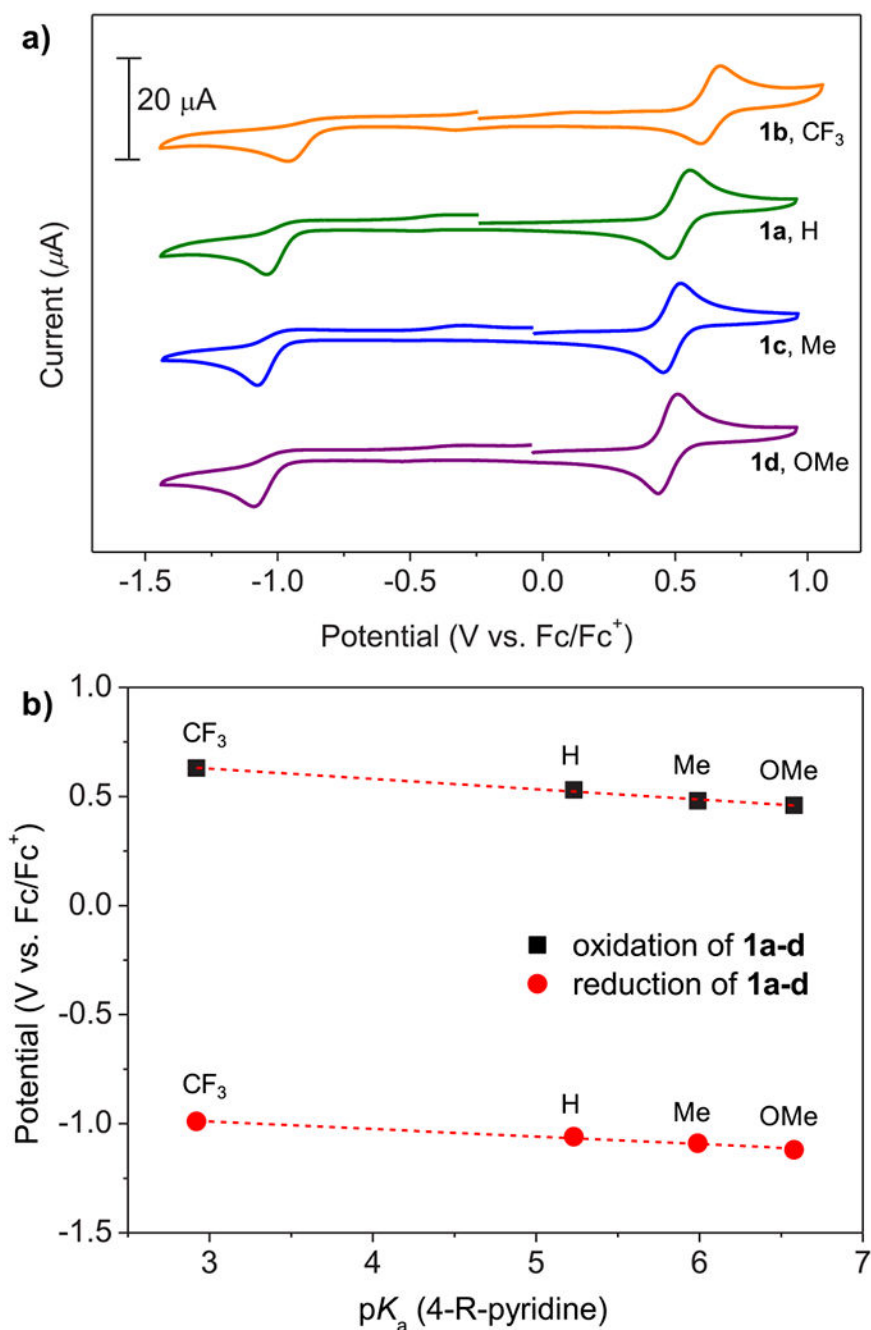 a)
20 μA
1b, CF₃
1a, H
1c, Me
1d, OMe
Current (μA)
-1.5 -1.0 -0.5 0.0 0.5 1.0
Potential (V vs. Fc/Fc⁺)
b)
1.0
CF₃
H
Me
OMe
0.5
0.0
oxidation of 1a-d
reduction of 1a-d
-0.5
CF₃
H
Me
OMe
-1.0
-1.5
Potential (V vs. Fc/Fc⁺)
3 4 5 6 7
pKₐ (4-R-pyridine)